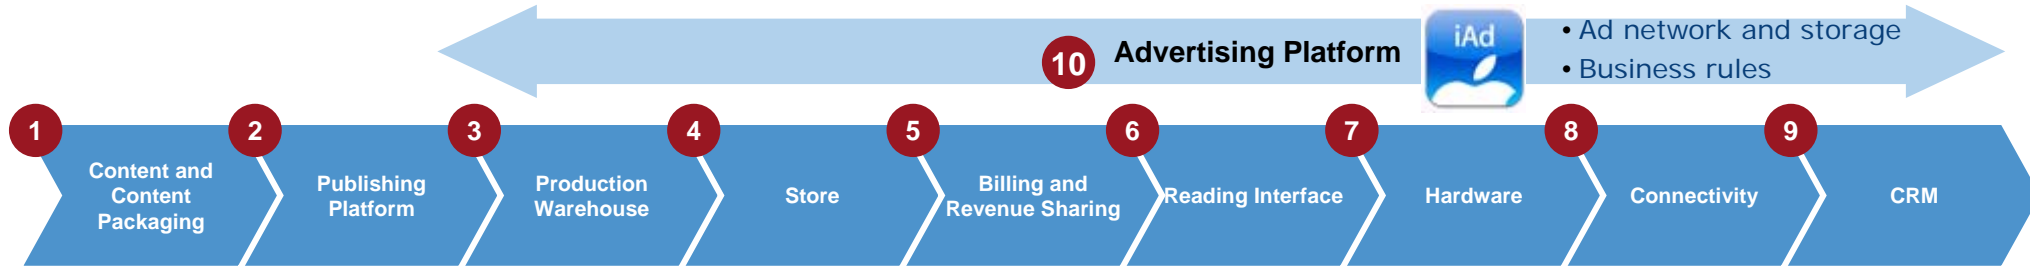 10 Advertising Platform
iAd
• Ad network and storage
• Business rules
1 2 3 4 5 6 7 8 9
Content and
Content
Packaging
Publishing
Platform
Production
Warehouse
Store
Billing and
Revenue Sharing
Reading Interface
Hardware
Connectivity
CRM